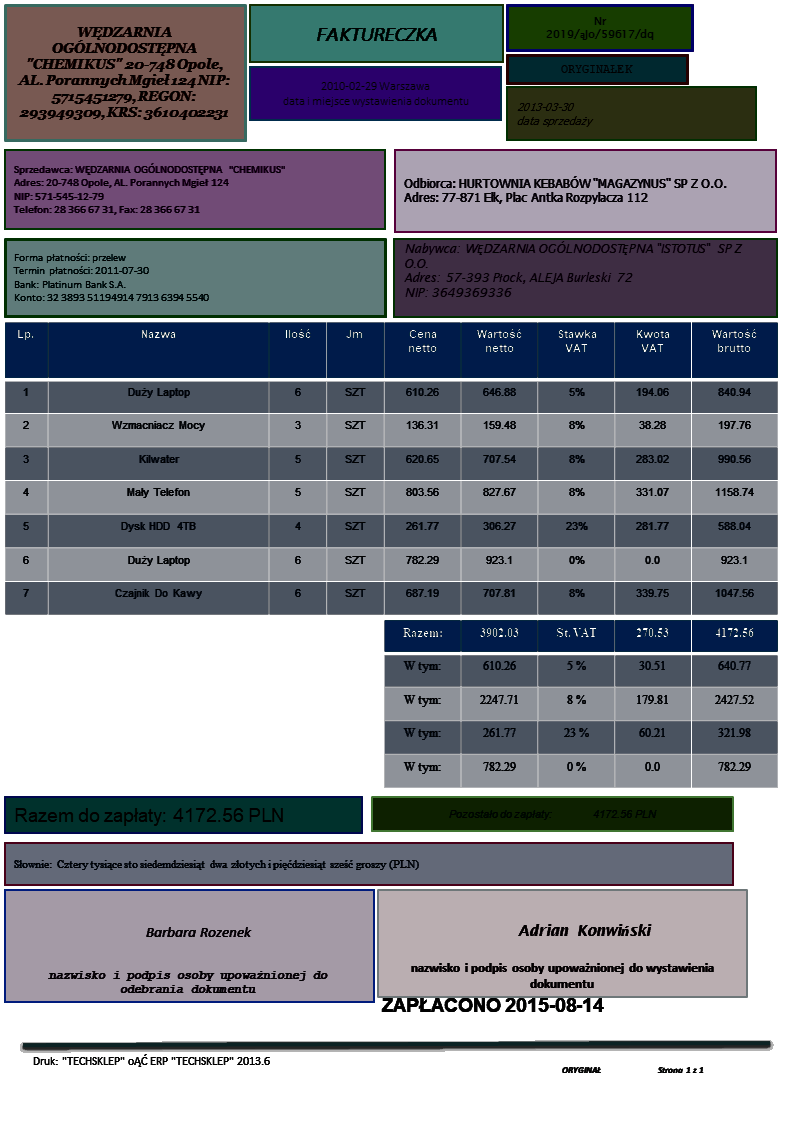 WĘDZARNIA
OGÓLNODOSTĘPNA
"CHEMIKUS" 20-748 Opole,
AL. Porannych Mgieł 124 NIP:
5715451279, REGON:
293949309, KRS: 3610402231
FAKTURECZKA
2010-02-29 Warszawa
data i miejsce wystawienia dokumentu
Nr
2019/ąJo/59617/dq
ORYGINAŁEK
2013-03-30
data sprzedaży
Sprzedawca: WĘDZARNIA OGÓLNODOSTĘPNA "CHEMIKUS"
Adres: 20-748 Opole, AL. Porannych Mgieł 124
NIP: 571-545-12-79
Telefon: 28 366 67 31, Fax: 28 366 67 31
Odbiorca: HURTOWNIA KEBABÓW "MAGAZYNUS" SP Z O.O.
Adres: 77-871 Ełk, Plac Antka Rozpylacza 112
Forma płatności: przelew
Termin płatności: 2011-07-30
Bank: Platinum Bank S.A.
Konto: 32 3893 51194914 7913 6394 5540
Nabywca: WĘDZARNIA OGÓLNODOSTĘPNA "ISTOTUS" SP Z
O.O.
Adres: 57-393 Płock, ALEJA Burleski 72
NIP: 3649369336
Lp. Nazwa Ilość Jm Cena netto Wartość netto Stawka VAT Kwota VAT Wartość brutto
1 Duży Laptop 6 SZT 610.26 646.88 5% 194.06 840.94
2 Wzmacniacz Mocy 3 SZT 136.31 159.48 8% 38.28 197.76
3 Kilwater 5 SZT 620.65 707.54 8% 283.02 990.56
4 Mały Telefon 5 SZT 803.56 827.67 8% 331.07 1158.74
5 Dysk HDD 4TB 4 SZT 261.77 306.27 23% 281.77 588.04
6 Duży Laptop 6 SZT 782.29 923.1 0% 0.0 923.1
7 Czajnik Do Kawy 6 SZT 687.19 707.81 8% 339.75 1047.56
Razem: 3902.03 St. VAT 270.53 4172.56
W tym: 610.26 5 % 30.51 640.77
W tym: 2247.71 8 % 179.81 2427.52
W tym: 261.77 23 % 60.21 321.98
W tym: 782.29 0 % 0.0 782.29
Razem do zapłaty: 4172.56 PLN
Pozostało do zapłaty: 4172.56 PLN
Słownie: Cztery tysiące sto siedemdziesiąt dwa złotych i pięćdziesiąt sześć groszy (PLN)
Barbara Rozenek
nazwisko i podpis osoby upoważnionej do
odebrania dokumentu
Adrian Konwiński
nazwisko i podpis osoby upoważnionej do wystawienia
dokumentu
ZAPŁACONO 2015-08-14
Druk: "TECHSKLEP" oĄĆ ERP "TECHSKLEP" 2013.6
ORYGINAŁ Strona 1 z 1